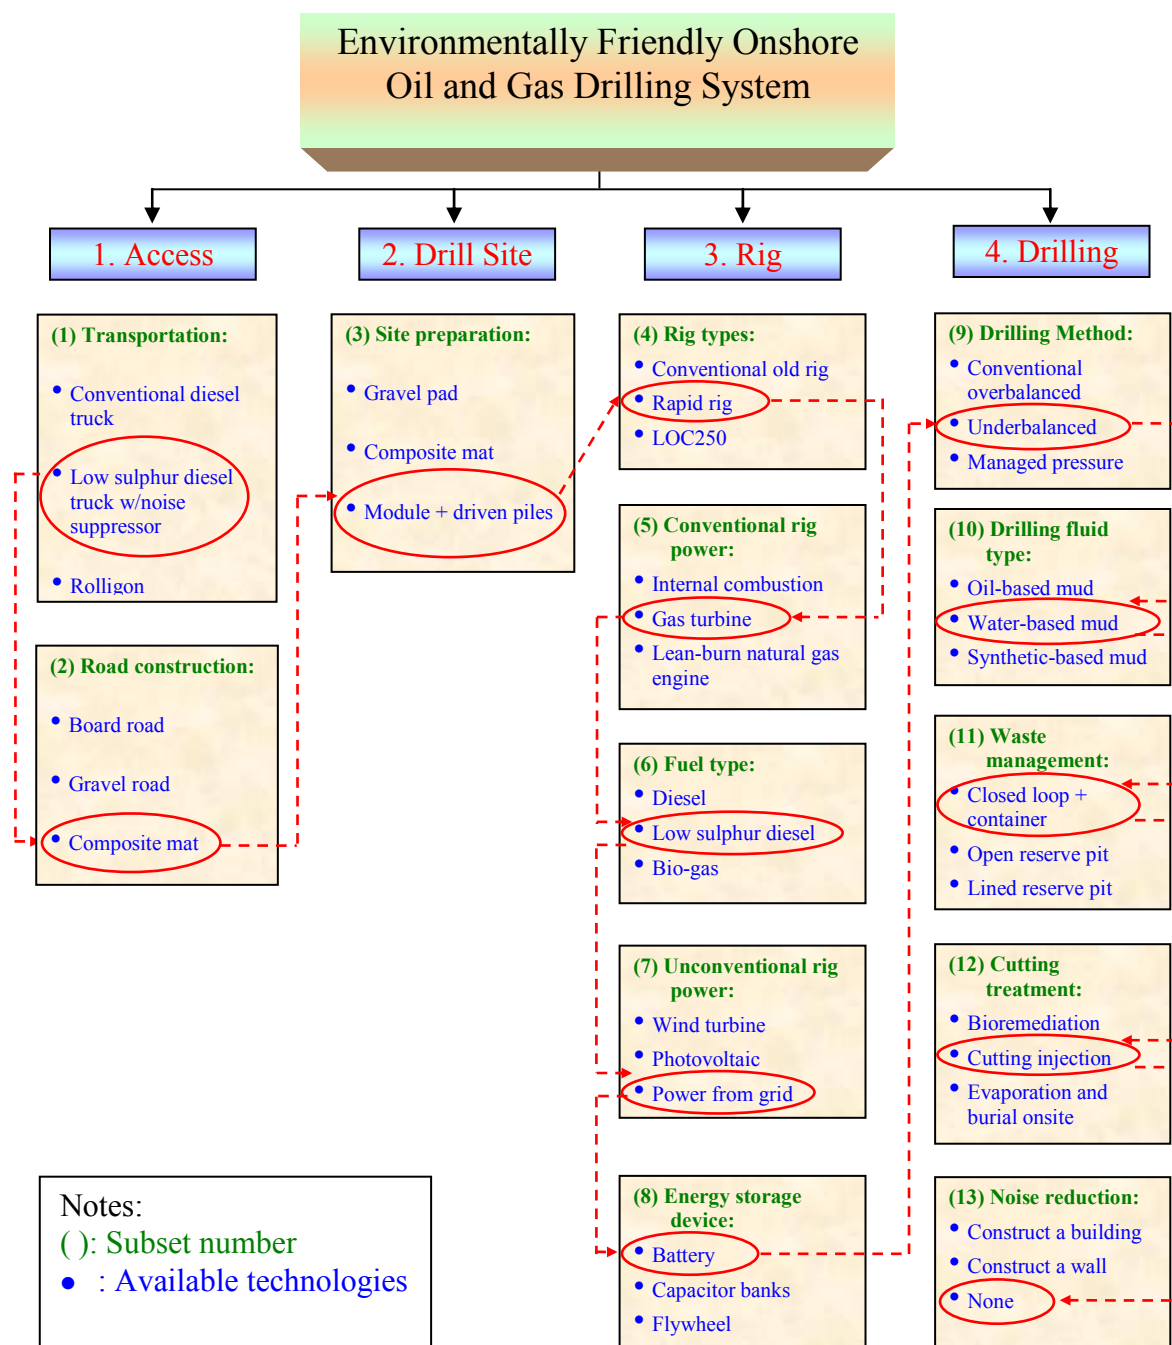 Environmentally Friendly Onshore
Oil and Gas Drilling System
1. Access
2. Drill Site
3. Rig
4. Drilling
(1) Transportation:
• Conventional diesel
truck
• Low sulphur diesel
truck w/noise
suppressor
• Rolligon
(2) Road construction:
• Board road
• Gravel road
• Composite mat
(3) Site preparation:
• Gravel pad
• Composite mat
• Module + driven piles
(4) Rig types:
• Conventional old rig
• Rapid rig
• LOC250
(5) Conventional rig
power:
• Internal combustion
• Gas turbine
• Lean-burn natural gas
engine
(6) Fuel type:
• Diesel
• Low sulphur diesel
• Bio-gas
(7) Unconventional rig
power:
• Wind turbine
• Photovoltaic
• Power from grid
(8) Energy storage
device:
• Battery
• Capacitor banks
• Flywheel
(9) Drilling Method:
• Conventional
overbalanced
• Underbalanced
• Managed pressure
(10) Drilling fluid
type:
• Oil-based mud
• Water-based mud
• Synthetic-based mud
(11) Waste
management:
• Closed loop +
container
• Open reserve pit
• Lined reserve pit
(12) Cutting
treatment:
• Bioremediation
• Cutting injection
• Evaporation and
burial onsite
(13) Noise reduction:
• Construct a building
• Construct a wall
• None
Notes:
( ): Subset number
• : Available technologies